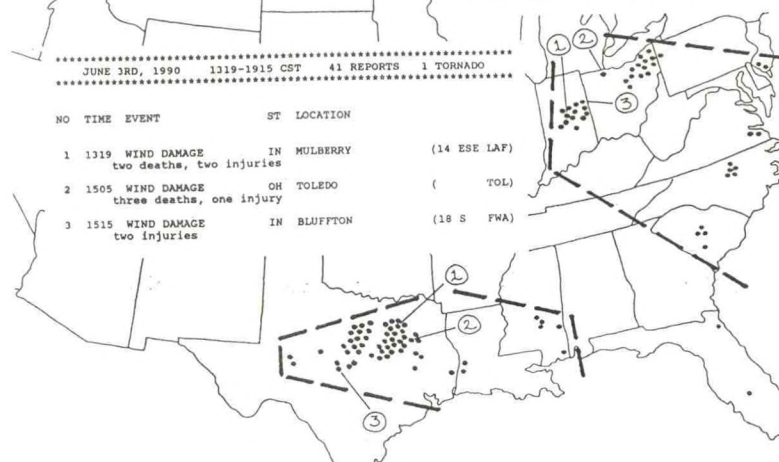 ************************************************************
JUNE 3RD, 1990 1319-1915 CST 41 REPORTS 1 TORNADO
************************************************************
NO TIME EVENT ST LOCATION
1 1319 WIND DAMAGE IN MULBERRY (14 ESE LAF)
two deaths, two injuries
2 1505 WIND DAMAGE OH TOLEDO ( TOL)
three deaths, one injury
3 1515 WIND DAMAGE IN BLUFFTON (18 S FWA)
two injuries
1
2
3
1
2
3